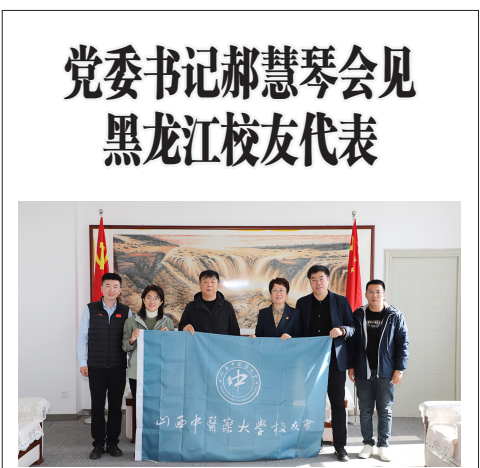 党委书记郝慧琴会见
黑龙江校友代表
山西中医药大学校友会